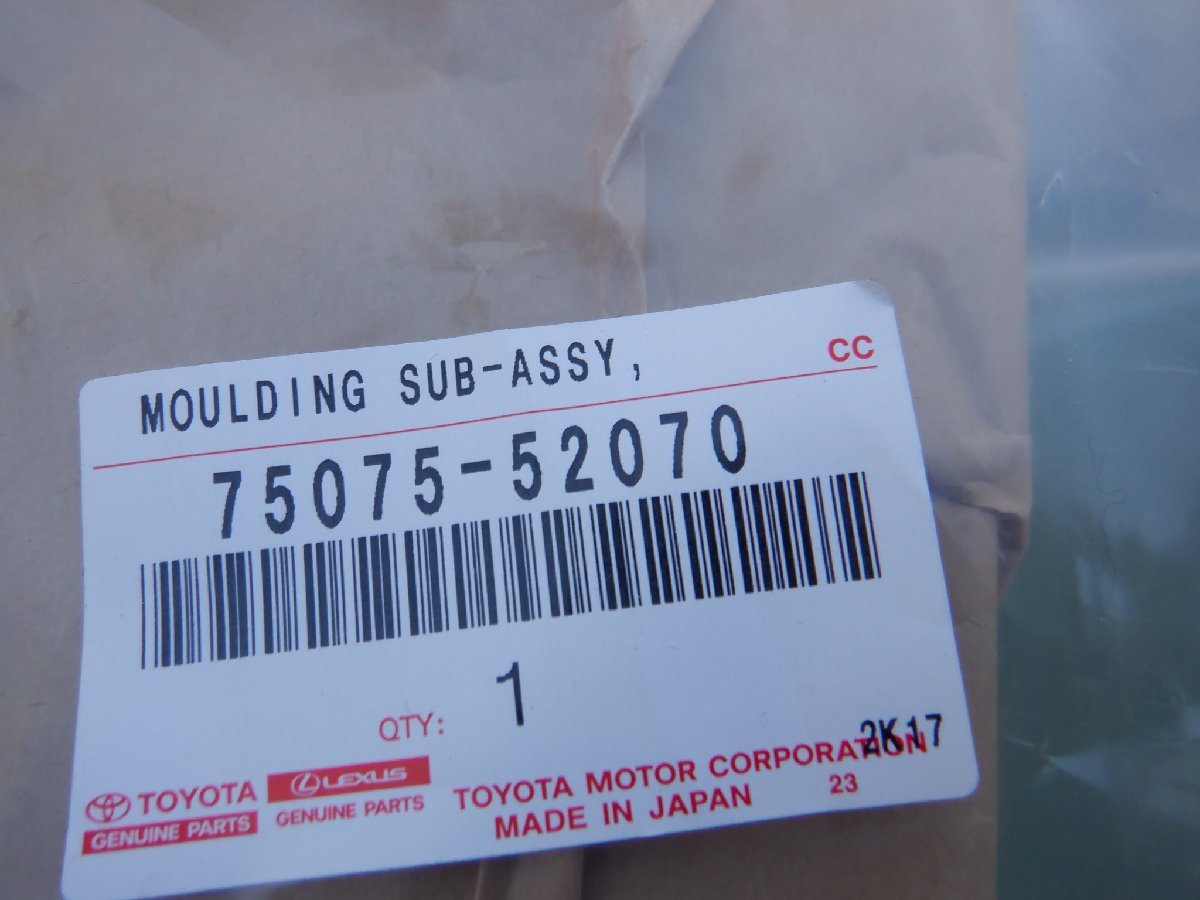 MOULDING SUB-ASSY,
CC
75075-52070
QTY: 1
2K17
TOYOTA
GENUINE PARTS
LEXUS
GENUINE PARTS
TOYOTA MOTOR CORPORATION
MADE IN JAPAN
23